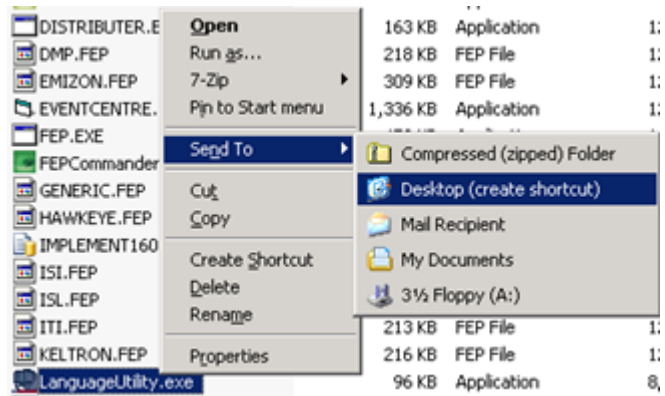 DISTRIBUTER.E
163 KB Application
DMP.FEP
218 KB FEP File
EMIZON.FEP
309 KB FEP File
EVENTCENTRE.
1,336 KB Application
FEP.EXE
FEPCommander
GENERIC.FEP
HAWKEYE.FEP
IMPLEMENT160
ISI.FEP
ISL.FEP
ITI.FEP
213 KB FEP File
KELTRON.FEP
216 KB FEP File
LanguageUtility.exe
96 KB Application
Open
Run as...
7-Zip
Pin to Start menu
Send To
Cut
Copy
Create Shortcut
Delete
Rename
Properties
Compressed (zipped) Folder
Desktop (create shortcut)
Mail Recipient
My Documents
3½ Floppy (A:)